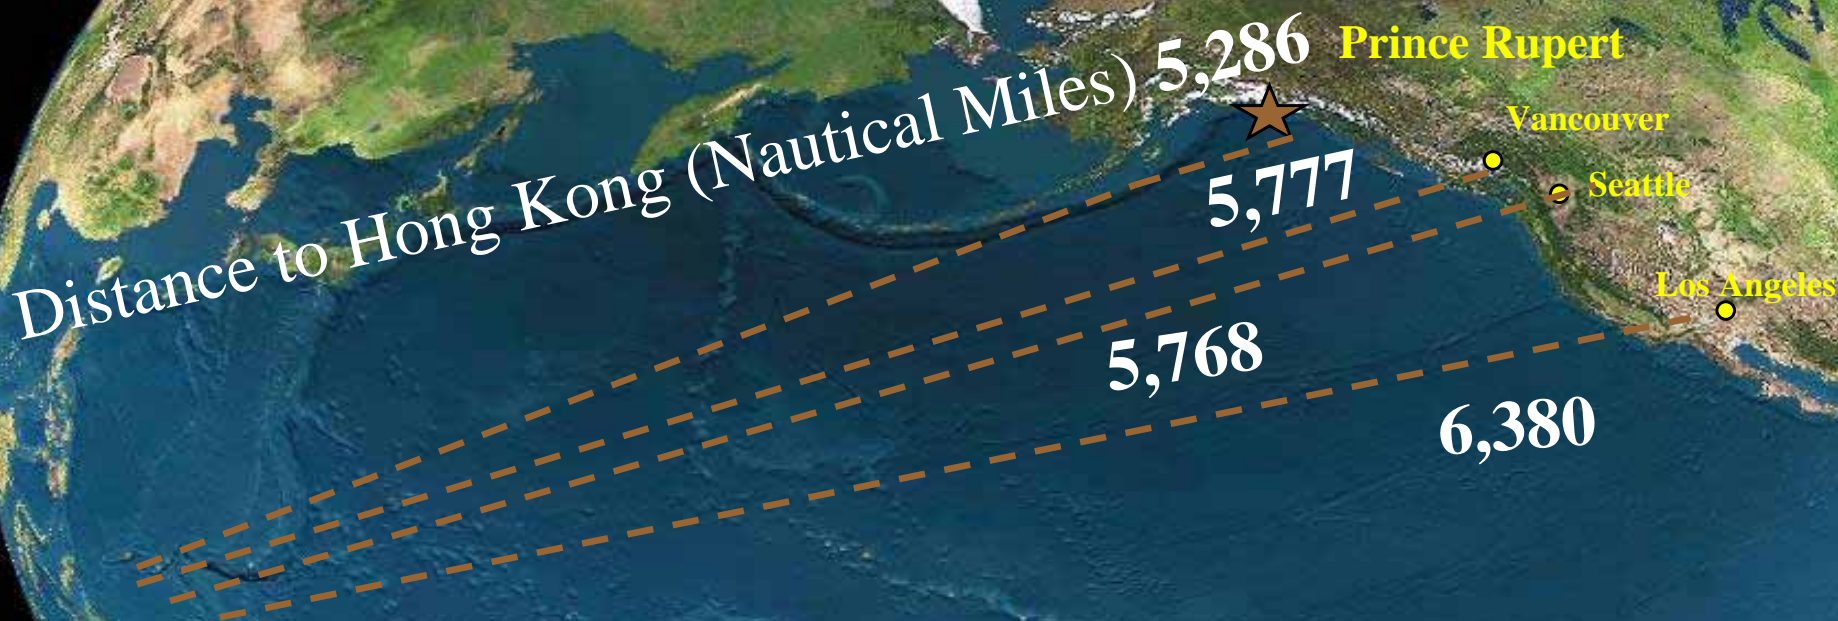 Distance to Hong Kong (Nautical Miles) 5,286
Prince Rupert
Vancouver
5,777
Seattle
Los Angeles
5,768
6,380